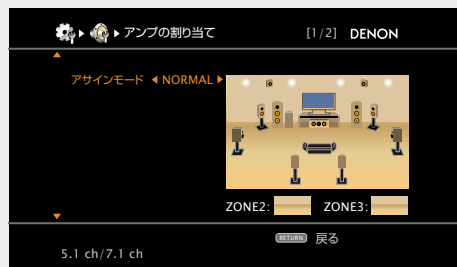 アンプの割り当て [1/2] DENON
アサインモード NORMAL
ZONE2: ZONE3:
RETURN 戻る
5.1 ch/7.1 ch